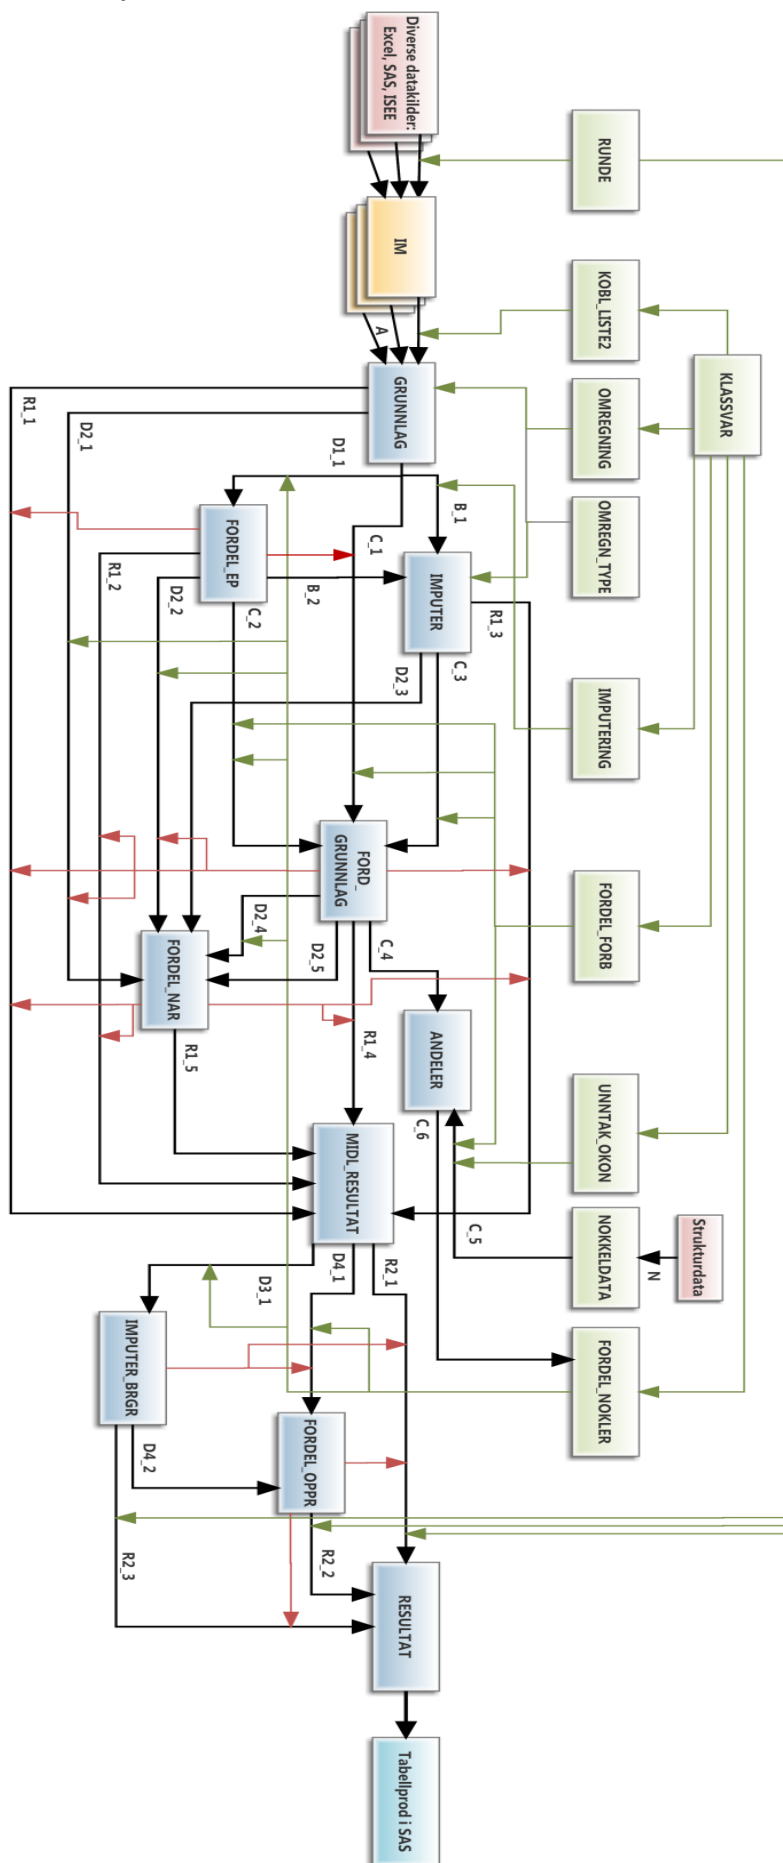 Diverse datakilder:
Excel, SAS, ISEE
RUNDE
IM
KOBL_LISTE2
A
KLASSVAR
GRUNNLAG
OMREGNING
R1_1
D2_1
D1_1
OMREGN_TYPE
B_1
C_1
FORDEL_EP
IMPUTER
R1_2
D2_2
C_2
B_2
R1_3
D2_3
C_3
IMPUTERING
FORD_
GRUNNLAG
FORDEL_FORB
D2_4
D2_5
C_4
FORDEL_NAR
R1_4
R1_5
ANDELER
UNNTAK_OKON
C_6
MIDL_RESULTAT
C_5
NOKKELDATA
N
Strukturdata
D3_1
D4_1
R2_1
IMPUTER_BRGR
FORDEL_NOKLER
D4_2
FORDEL_OPPR
R2_3
R2_2
RESULTAT
Tabellprod i SAS